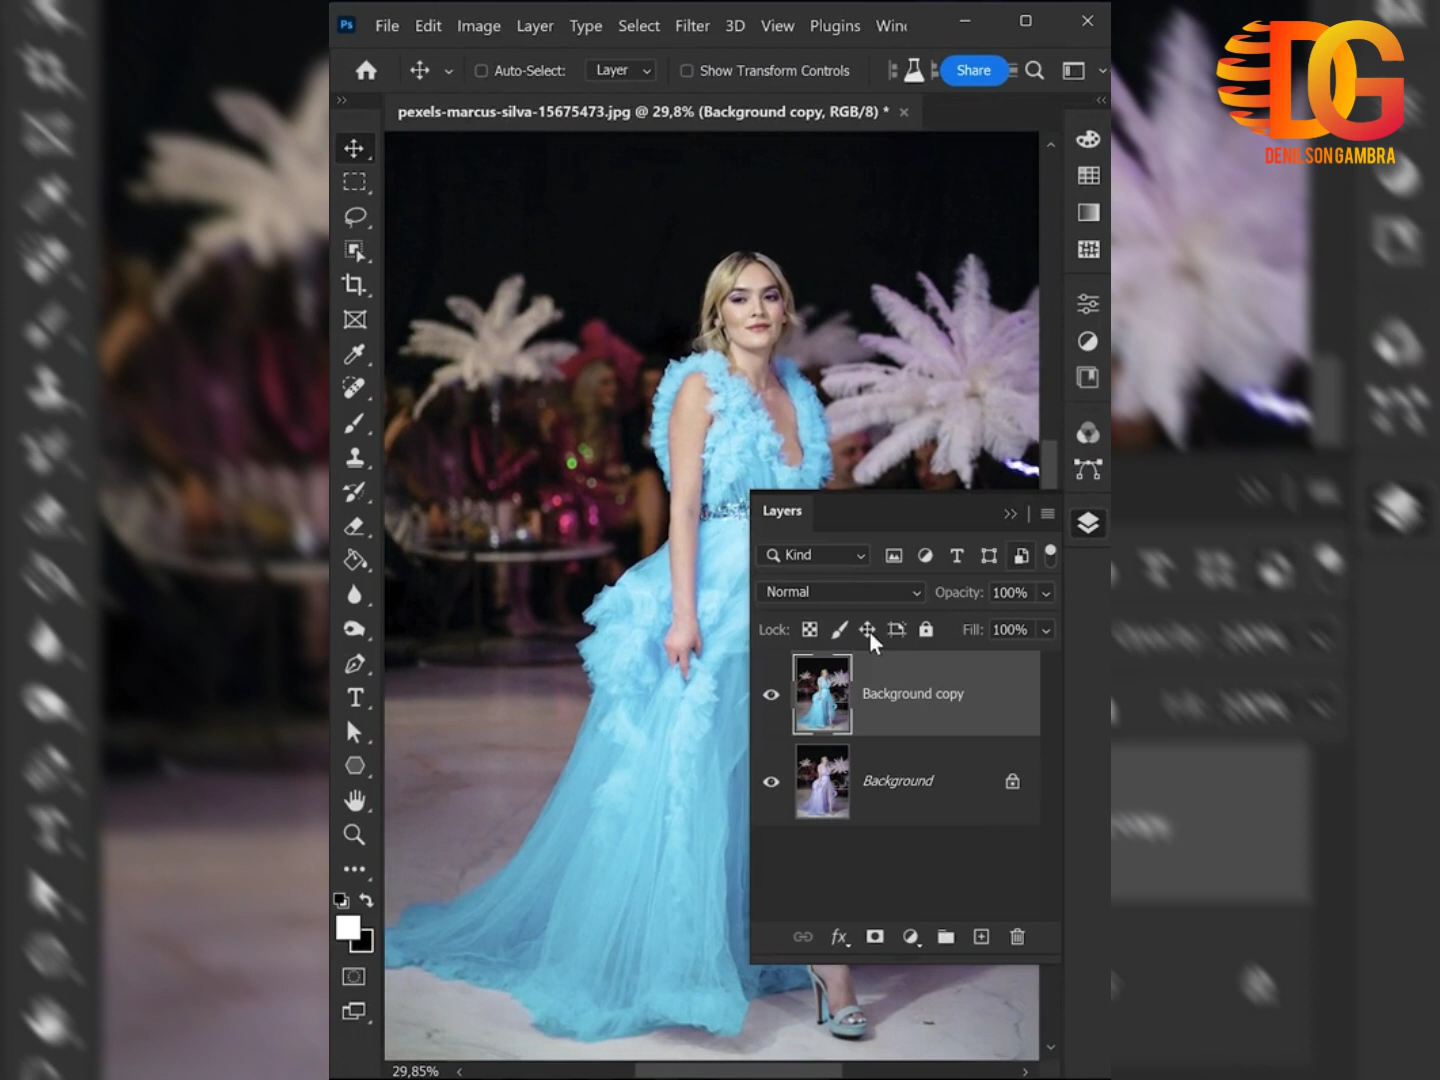 Ps File Edit Image Layer Type Select Filter 3D View Plugins
Auto-Select: Layer Show Transform Controls Share
pexels-marcus-silva-15675473.jpg @ 29,8% (Background copy, RGB/8) *
DG
DENILSON GAMBRA
Layers
Kind
Normal Opacity: 100%
Lock: Fill: 100%
Background copy
Background
fx
29,85%